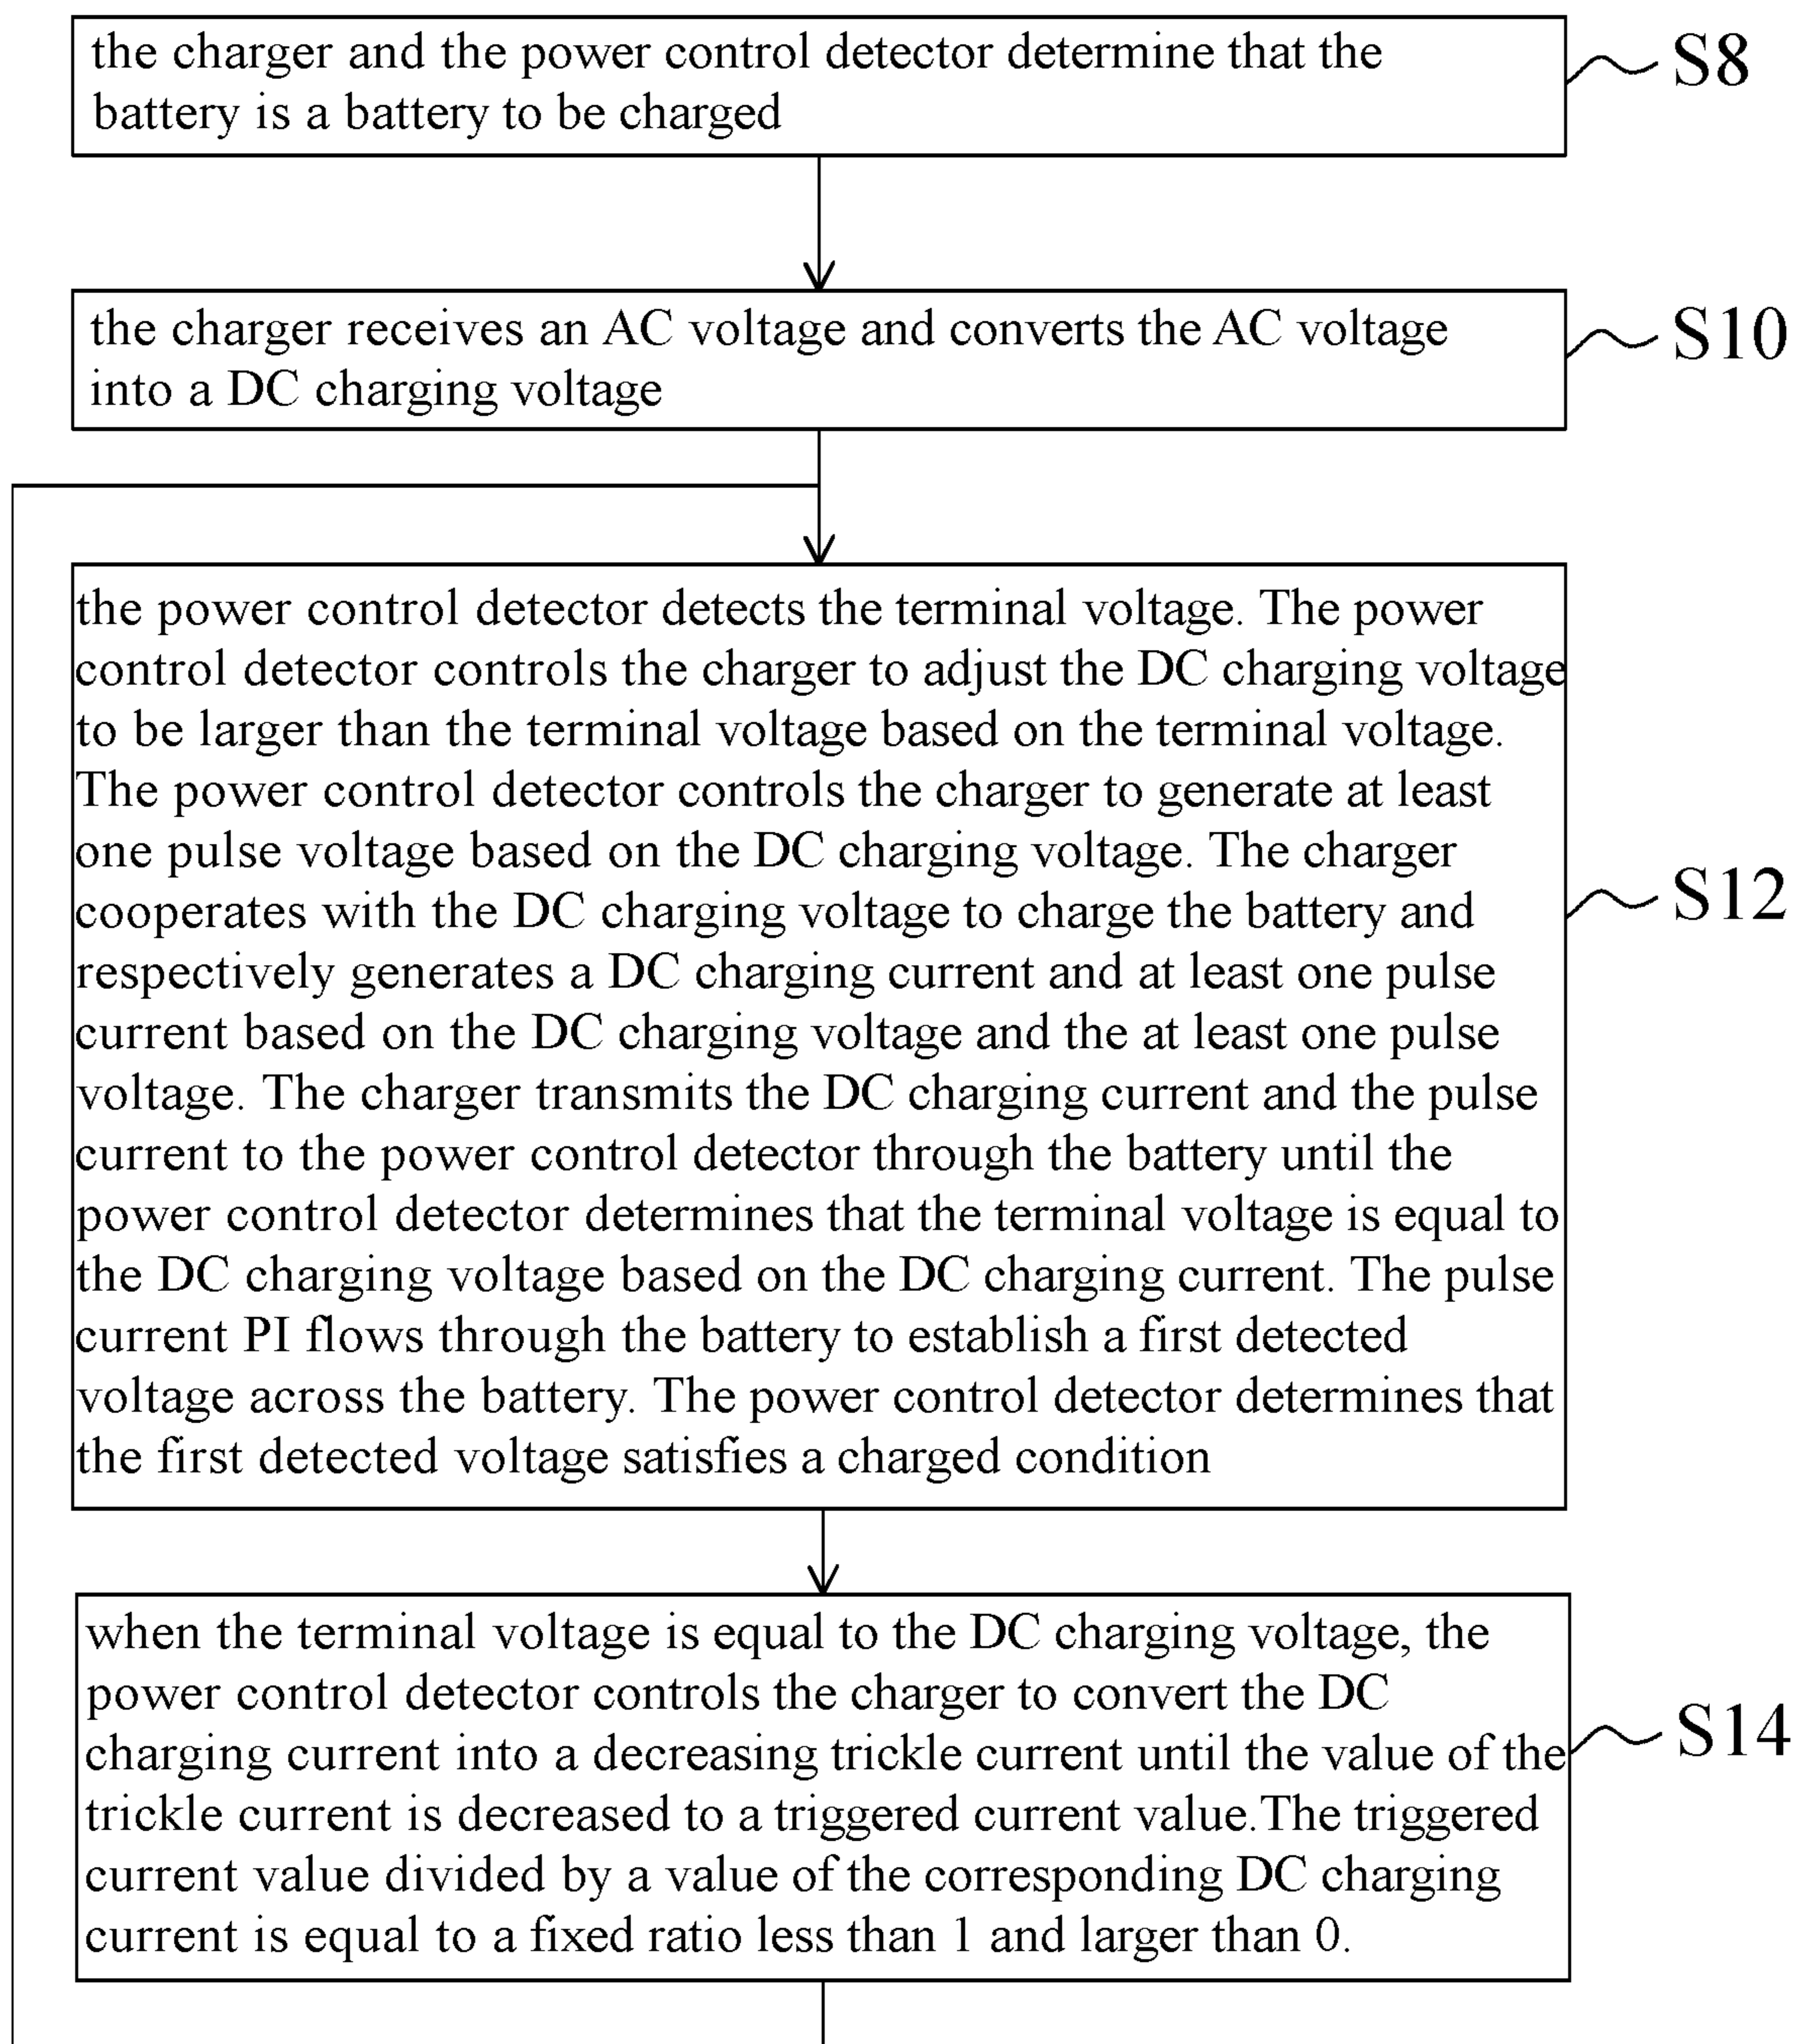 the charger and the power control detector determine that the
battery is a battery to be charged
S8
the charger receives an AC voltage and converts the AC voltage
into a DC charging voltage
S10
the power control detector detects the terminal voltage. The power
control detector controls the charger to adjust the DC charging voltage
to be larger than the terminal voltage based on the terminal voltage.
The power control detector controls the charger to generate at least
one pulse voltage based on the DC charging voltage. The charger
cooperates with the DC charging voltage to charge the battery and
respectively generates a DC charging current and at least one pulse
current based on the DC charging voltage and the at least one pulse
voltage. The charger transmits the DC charging current and the pulse
current to the power control detector through the battery until the
power control detector determines that the terminal voltage is equal to
the DC charging voltage based on the DC charging current. The pulse
current PI flows through the battery to establish a first detected
voltage across the battery. The power control detector determines that
the first detected voltage satisfies a charged condition
S12
when the terminal voltage is equal to the DC charging voltage, the
power control detector controls the charger to convert the DC
charging current into a decreasing trickle current until the value of the
trickle current is decreased to a triggered current value.The triggered
current value divided by a value of the corresponding DC charging
current is equal to a fixed ratio less than 1 and larger than 0.
S14